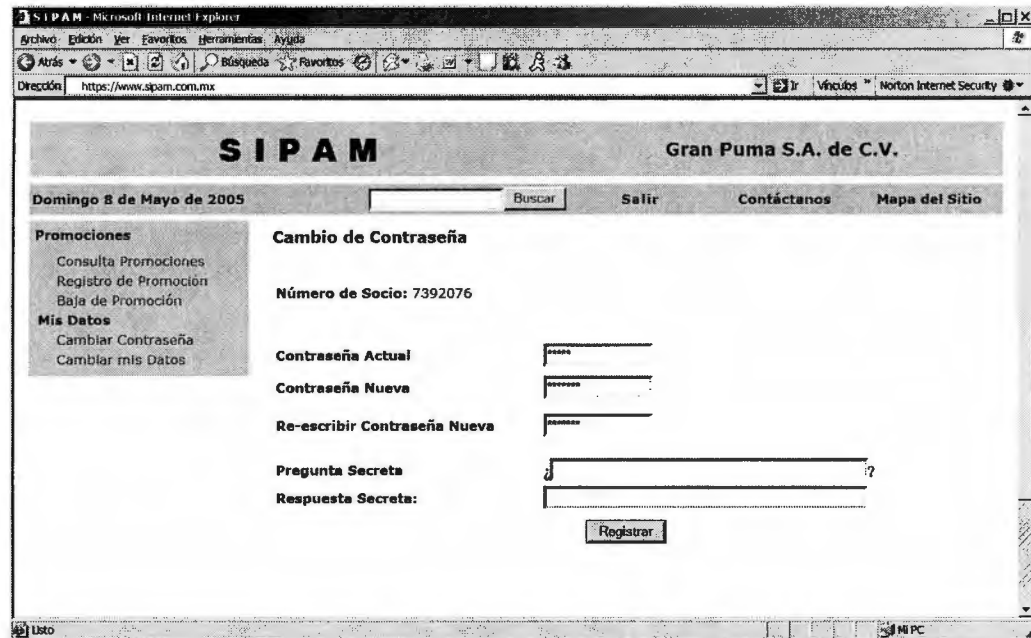 S I P A M - Microsoft Internet Explorer
Archivo Edición Ver Favoritos Herramientas Ayuda
Atrás Búsqueda Favoritos
Dirección https://www.sipam.com.mx Ir Vínculos » Norton Internet Security
S I P A M Gran Puma S.A. de C.V.
Domingo 8 de Mayo de 2005 Buscar Salir Contáctanos Mapa del Sitio
Promociones
Consulta Promociones
Registro de Promoción
Baja de Promoción
Mis Datos
Cambiar Contraseña
Cambiar mis Datos
Cambio de Contraseña
Número de Socio: 7392076
Contraseña Actual *****
Contraseña Nueva *******
Re-escribir Contraseña Nueva *******
Pregunta Secreta ¿ ?
Respuesta Secreta:
Registrar
Listo Mi PC